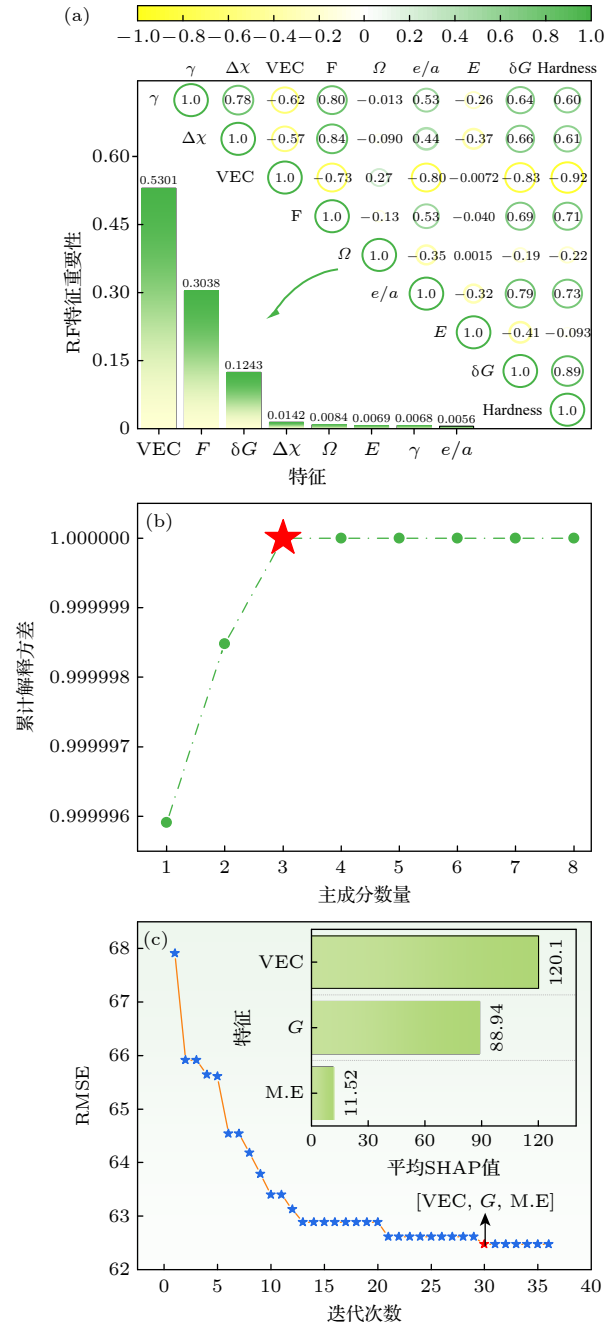 (a)
−1.0 −0.8 −0.6 −0.4 −0.2 0 0.2 0.4 0.6 0.8 1.0
γ Δχ VEC F Ω e/a E δG Hardness
γ 1.0 0.78 −0.62 0.80 −0.013 0.53 −0.26 0.64 0.60
Δχ 1.0 −0.57 0.84 −0.090 0.44 −0.37 0.66 0.61
VEC 1.0 −0.73 0.27 −0.80 −0.0072 −0.83 −0.92
F 1.0 −0.13 0.53 −0.040 0.69 0.71
Ω 1.0 −0.35 0.0015 −0.19 −0.22
e/a 1.0 −0.32 0.79 0.73
E 1.0 −0.41 −0.093
δG 1.0 0.89
Hardness 1.0
RF特征重要性
0.60
0.45
0.30
0.15
0
0.5301 0.3038 0.1243 0.0142 0.0084 0.0069 0.0068 0.0056
VEC F δG Δχ Ω E γ e/a
特征
(b)
累计解释方差
1.000000
0.999999
0.999998
0.999997
0.999996
1 2 3 4 5 6 7 8
主成分数量
(c)
RMSE
68
67
66
65
64
63
62
特征
VEC 120.1
G 88.94
M.E 11.52
0 30 60 90 120
平均SHAP值
[VEC, G, M.E]
0 5 10 15 20 25 30 35 40
迭代次数